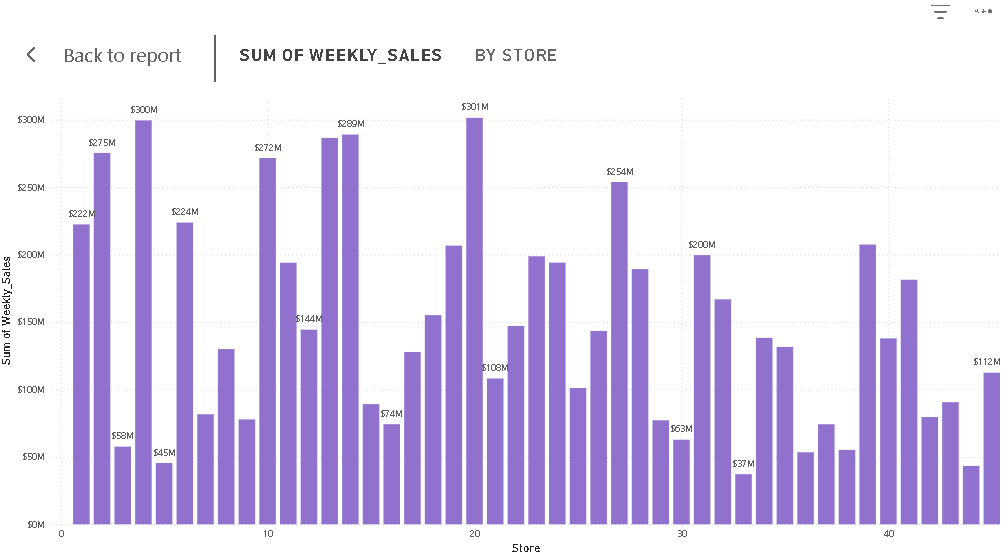 Back to report
SUM OF WEEKLY_SALES
BY STORE
Sum of Weekly_Sales
$300M
$250M
$200M
$150M
$100M
$50M
$0M
$222M
$275M
$58M
$300M
$45M
$224M
$272M
$144M
$289M
$74M
$301M
$108M
$254M
$63M
$200M
$37M
$112M
0
10
20
30
40
Store